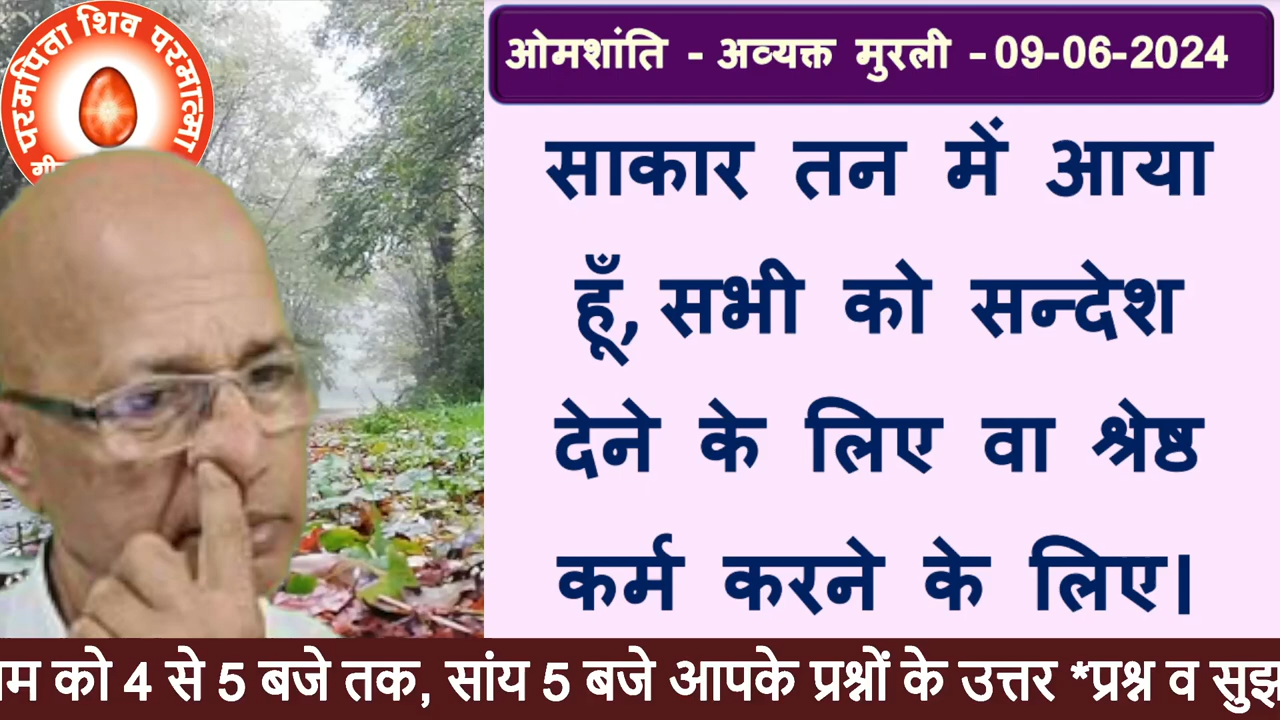 परमपिता शिव परमात्मा
ओमशांति - अव्यक्त मुरली - 09-06-2024
साकार तन में आया
हूँ, सभी को सन्देश
देने के लिए वा श्रेष्ठ
कर्म करने के लिए।
को 4 से 5 बजे तक, सांय 5 बजे आपके प्रश्नों के उत्तर *प्रश्न व